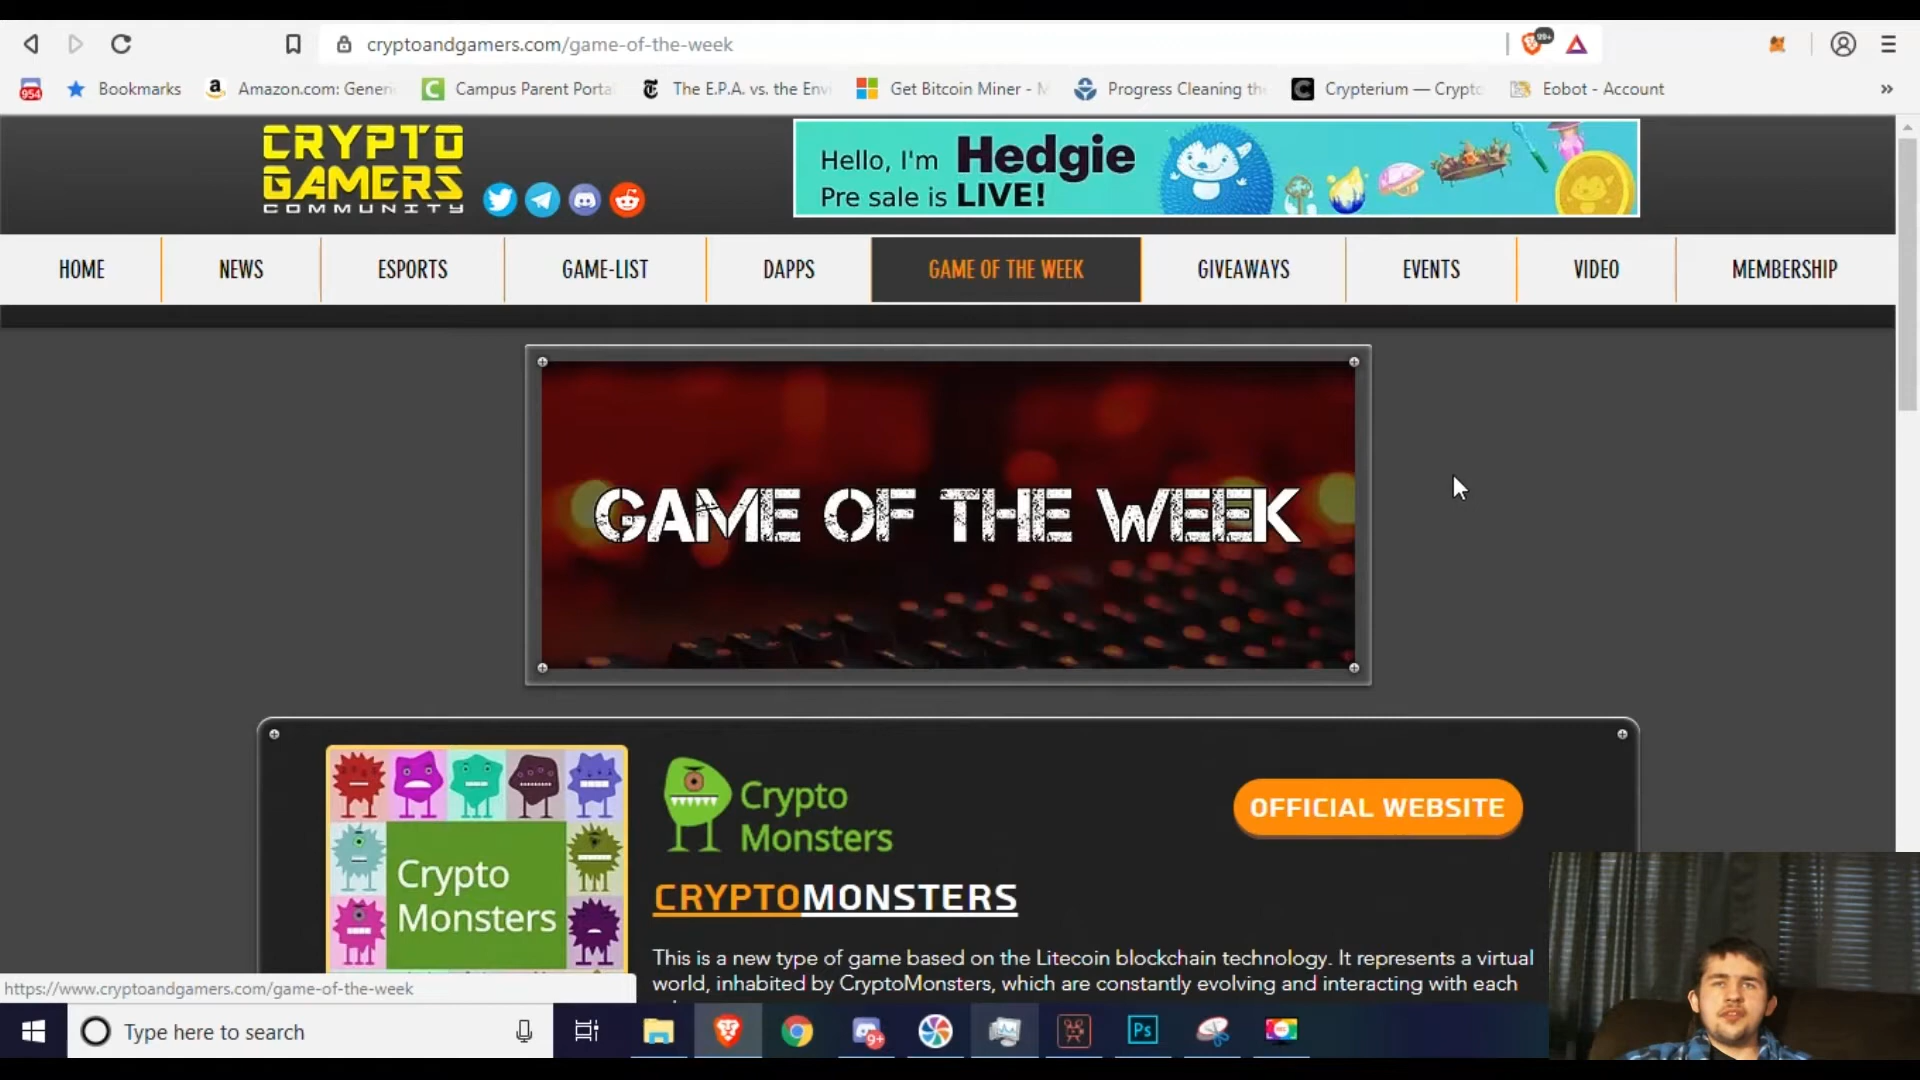 cryptoandgamers.com/game-of-the-week
99+
954
Bookmarks
Amazon.com: Gener
Campus Parent Porta
The E.P.A. vs. the Env
Get Bitcoin Miner - M
Progress Cleaning th
Crypterium — Crypto
Eobot - Account
»
CRYPTO
GAMERS
COMMUNITY
Hello, I'm Hedgie
Pre sale is LIVE!
HOME
NEWS
ESPORTS
GAME-LIST
DAPPS
GAME OF THE WEEK
GIVEAWAYS
EVENTS
VIDEO
MEMBERSHIP
GAME OF THE WEEK
Crypto
Monsters
Crypto
Monsters
OFFICIAL WEBSITE
CRYPTOMONSTERS
This is a new type of game based on the Litecoin blockchain technology. It represents a virtual
world, inhabited by CryptoMonsters, which are constantly evolving and interacting with each
https://www.cryptoandgamers.com/game-of-the-week
Type here to search
9+
Ps